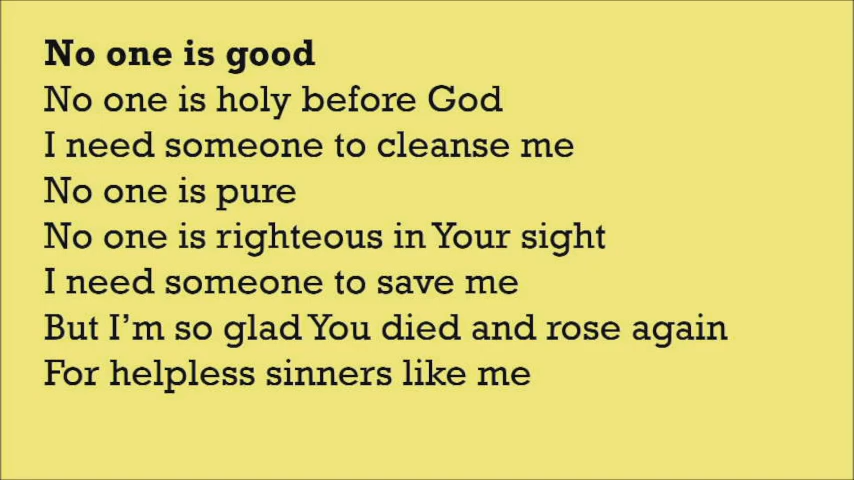 No one is good
No one is holy before God
I need someone to cleanse me
No one is pure
No one is righteous in Your sight
I need someone to save me
But I’m so glad You died and rose again
For helpless sinners like me